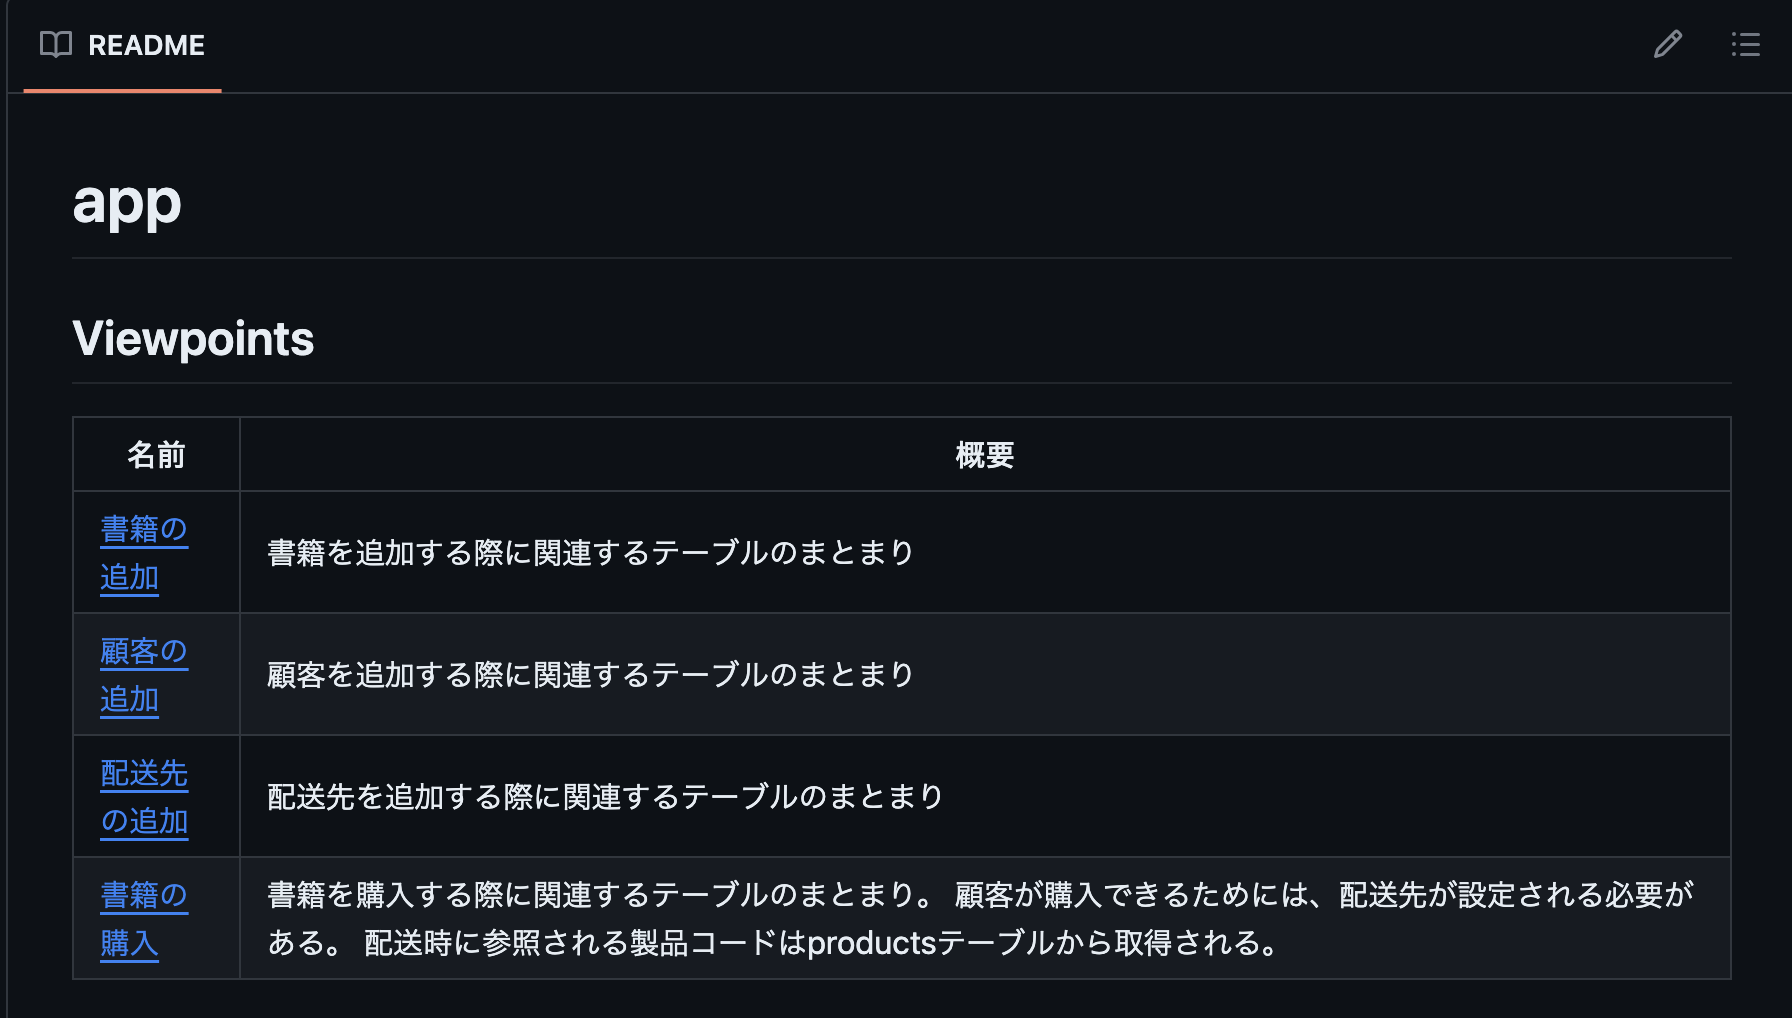 README
app
Viewpoints
名前 概要
書籍の
追加
書籍を追加する際に関連するテーブルのまとまり
顧客の
追加
顧客を追加する際に関連するテーブルのまとまり
配送先
の追加
配送先を追加する際に関連するテーブルのまとまり
書籍の
購入
書籍を購入する際に関連するテーブルのまとまり。 顧客が購入できるためには、配送先が設定される必要が
ある。 配送時に参照される製品コードはproductsテーブルから取得される。